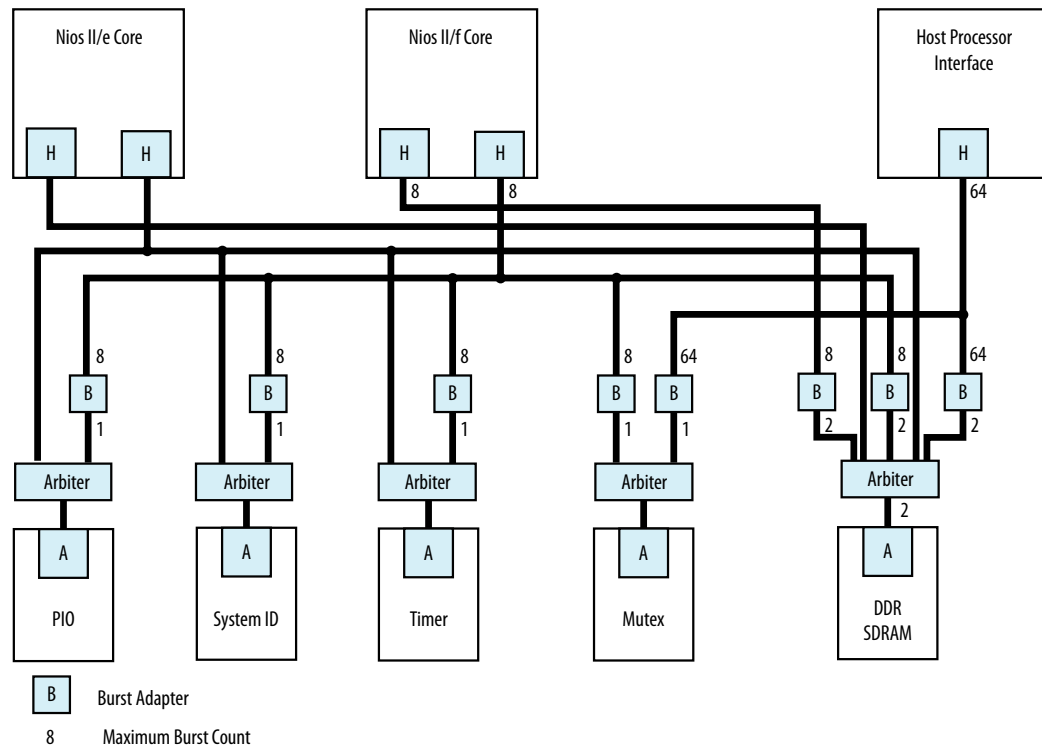 Nios II/e Core
Nios II/f Core
Host Processor
Interface
H H H H H
8 8 64
8 8 8 8 64 8 8 64
B B B B B B B B
1 1 1 1 1 2 2 2
Arbiter Arbiter Arbiter Arbiter Arbiter
2
A A A A A
PIO System ID Timer Mutex DDR
SDRAM
B Burst Adapter
8 Maximum Burst Count